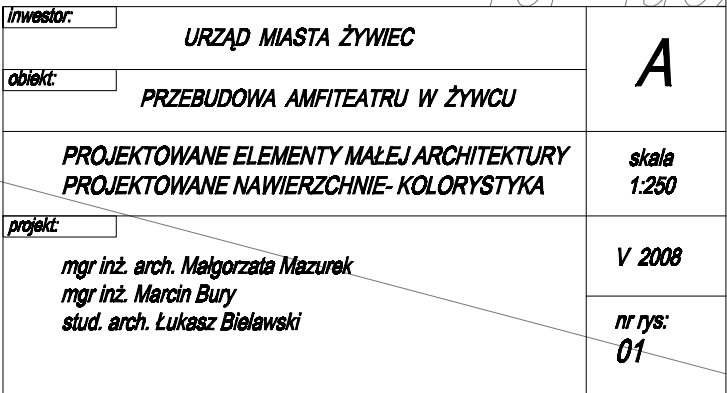 inwestor:
URZĄD MIASTA ŻYWIEC
A
obiekt:
PRZEBUDOWA AMFITEATRU W ŻYWCU
PROJEKTOWANE ELEMENTY MAŁEJ ARCHITEKTURY
PROJEKTOWANE NAWIERZCHNIE- KOLORYSTYKA
skala
1:250
projekt:
mgr inż. arch. Małgorzata Mazurek
mgr inż. Marcin Bury
stud. arch. Łukasz Bielawski
V 2008
nr rys:
01